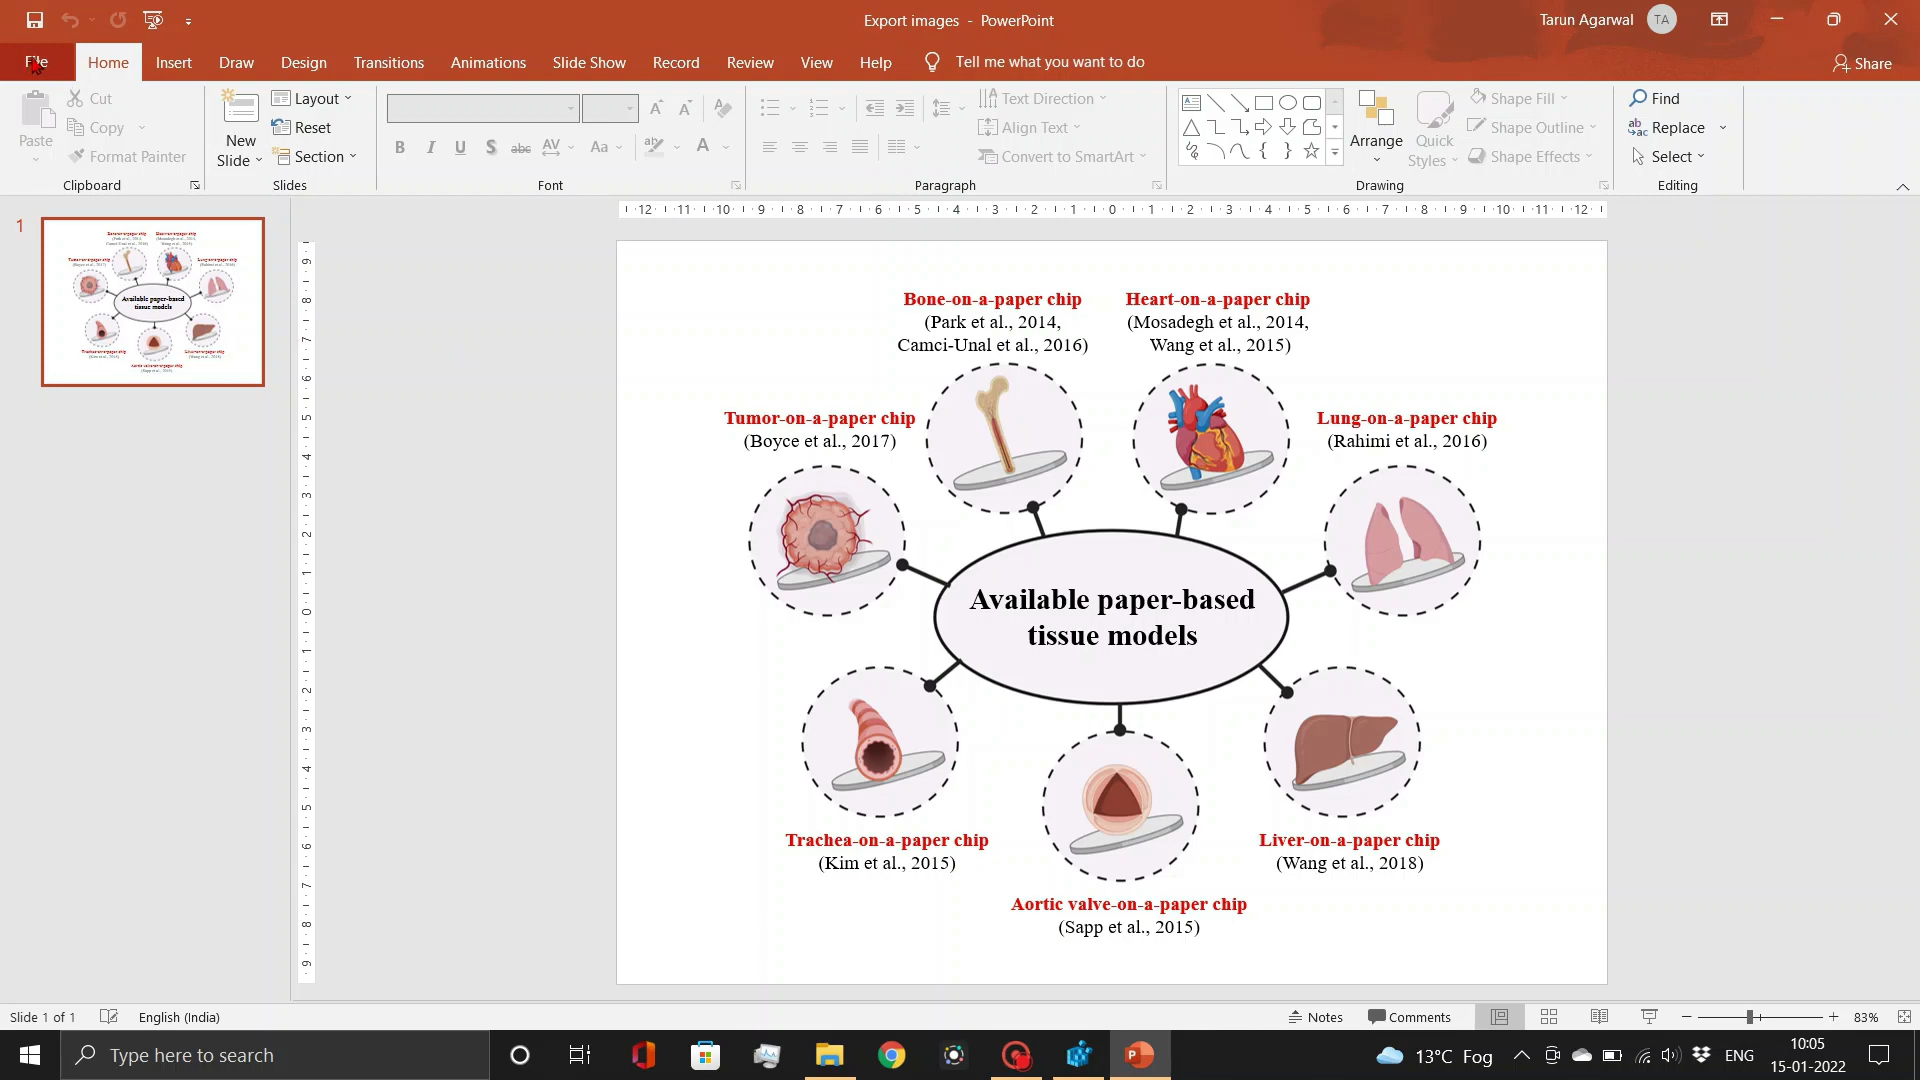 Export images - PowerPoint
Tarun Agarwal
TA
File
Home
Insert
Draw
Design
Transitions
Animations
Slide Show
Record
Review
View
Help
Tell me what you want to do
Share
Paste
Cut
Copy
Format Painter
Clipboard
New
Slide
Layout
Reset
Section
Slides
Font
Text Direction
Align Text
Convert to SmartArt
Paragraph
Arrange
Quick
Styles
Shape Fill
Shape Outline
Shape Effects
Drawing
Find
Replace
Select
Editing
1
Bone-on-a-paper chip
(Park et al., 2014,
Camci-Unal et al., 2016)
Heart-on-a-paper chip
(Mosadegh et al., 2014,
Wang et al., 2015)
Tumor-on-a-paper chip
(Boyce et al., 2017)
Lung-on-a-paper chip
(Rahimi et al., 2016)
Available paper-based
tissue models
Trachea-on-a-paper chip
(Kim et al., 2015)
Liver-on-a-paper chip
(Wang et al., 2018)
Aortic valve-on-a-paper chip
(Sapp et al., 2015)
Slide 1 of 1
English (India)
Notes
Comments
83%
Type here to search
13°C Fog
ENG
10:05
15-01-2022